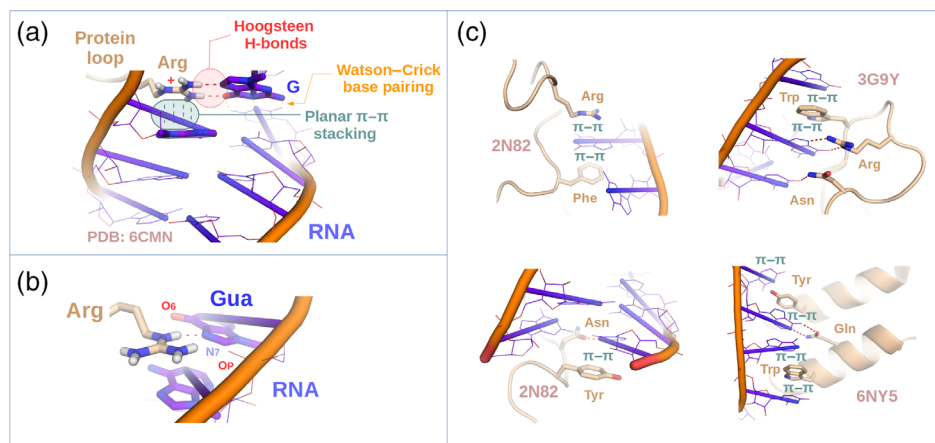 (a)
Hoogsteen
H-bonds
Protein
loop
Arg
+
G
Watson–Crick
base pairing
Planar π–π
stacking
PDB: 6CMN
RNA
(b)
Arg
O6
Gua
N7
OP
RNA
(c)
Arg
π–π
2N82
π–π
Phe
3G9Y
Trp
π–π
Arg
Asn
Asn
π–π
2N82
Tyr
π–π
Tyr
π–π
Gln
π–π
Trp
π–π
6NY5